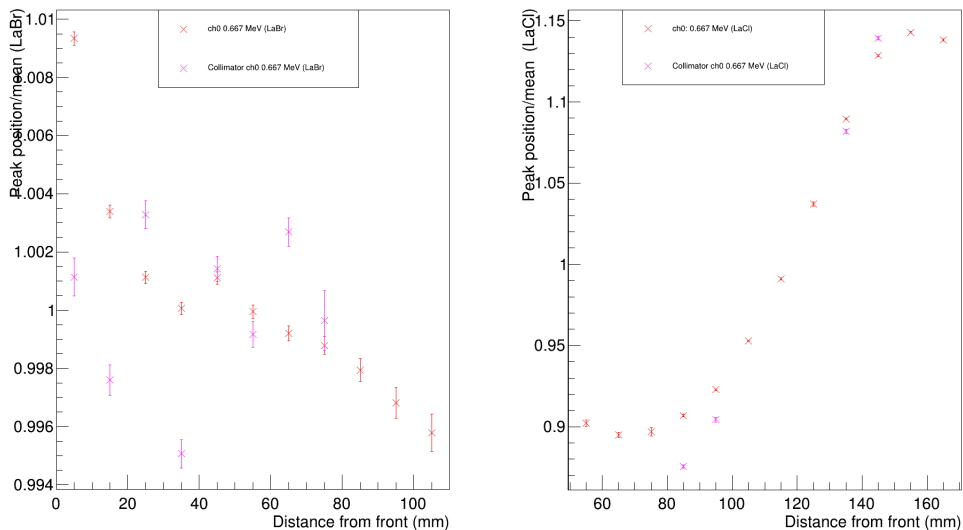 Peak position/mean (LaBr)
1.01
1.008
1.006
1.004
1.002
1
0.998
0.996
0.994
ch0 0.667 MeV (LaBr)
Collimator ch0 0.667 MeV (LaBr)
0 20 40 60 80 100
Distance from front (mm)
Peak position/mean (LaCl)
1.15
1.1
1.05
1
0.95
0.9
ch0: 0.667 MeV (LaCl)
Collimator ch0 0.667 MeV (LaCl)
60 80 100 120 140 160
Distance from front (mm)